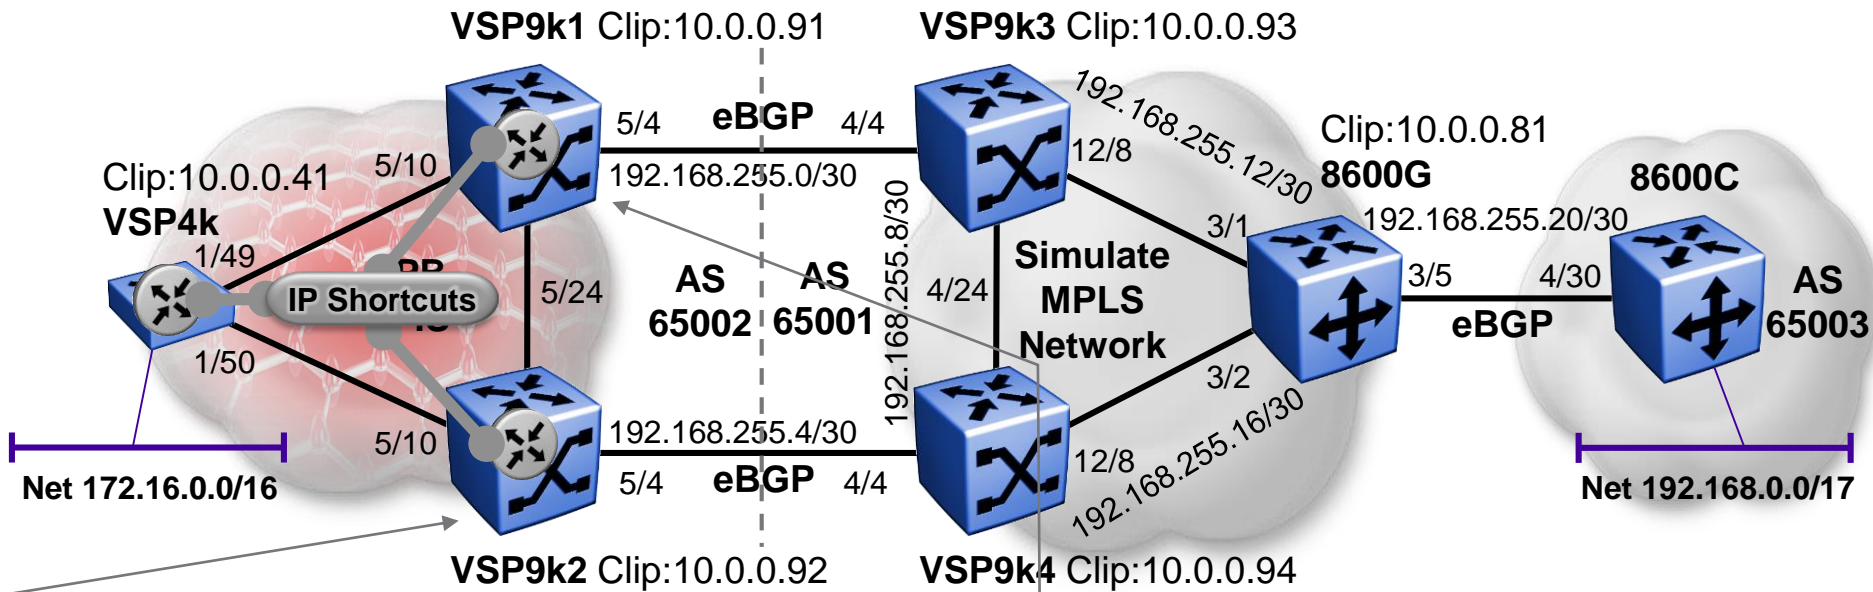 VSP9k1 Clip:10.0.0.91
VSP9k3 Clip:10.0.0.93
5/4 eBGP 4/4
192.168.255.0/30
192.168.255.12/30
12/8
Clip:10.0.0.81
8600G
8600C
Clip:10.0.0.41
VSP4k
5/10
1/49
IP Shortcuts
5/24
AS
65002
AS
65001
192.168.255.8/30
4/24
Simulate
MPLS
Network
3/1
192.168.255.20/30
3/5
4/30
eBGP
AS
65003
1/50
5/10
192.168.255.4/30
5/4 eBGP 4/4
3/2
12/8
192.168.255.16/30
Net 172.16.0.0/16
Net 192.168.0.0/17
VSP9k2 Clip:10.0.0.92
VSP9k4 Clip:10.0.0.94